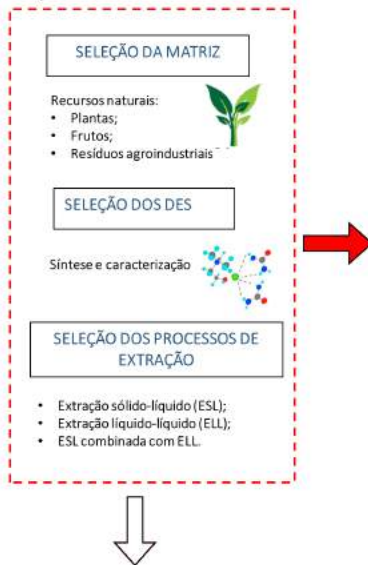 SELEÇÃO DA MATRIZ
Recursos naturais:
• Plantas;
• Frutos;
• Resíduos agroindustriais
SELEÇÃO DOS DES
Síntese e caracterização
SELEÇÃO DOS PROCESSOS DE
EXTRAÇÃO
• Extração sólido-líquido (ESL);
• Extração líquido-líquido (ELL);
• ESL combinada com ELL.